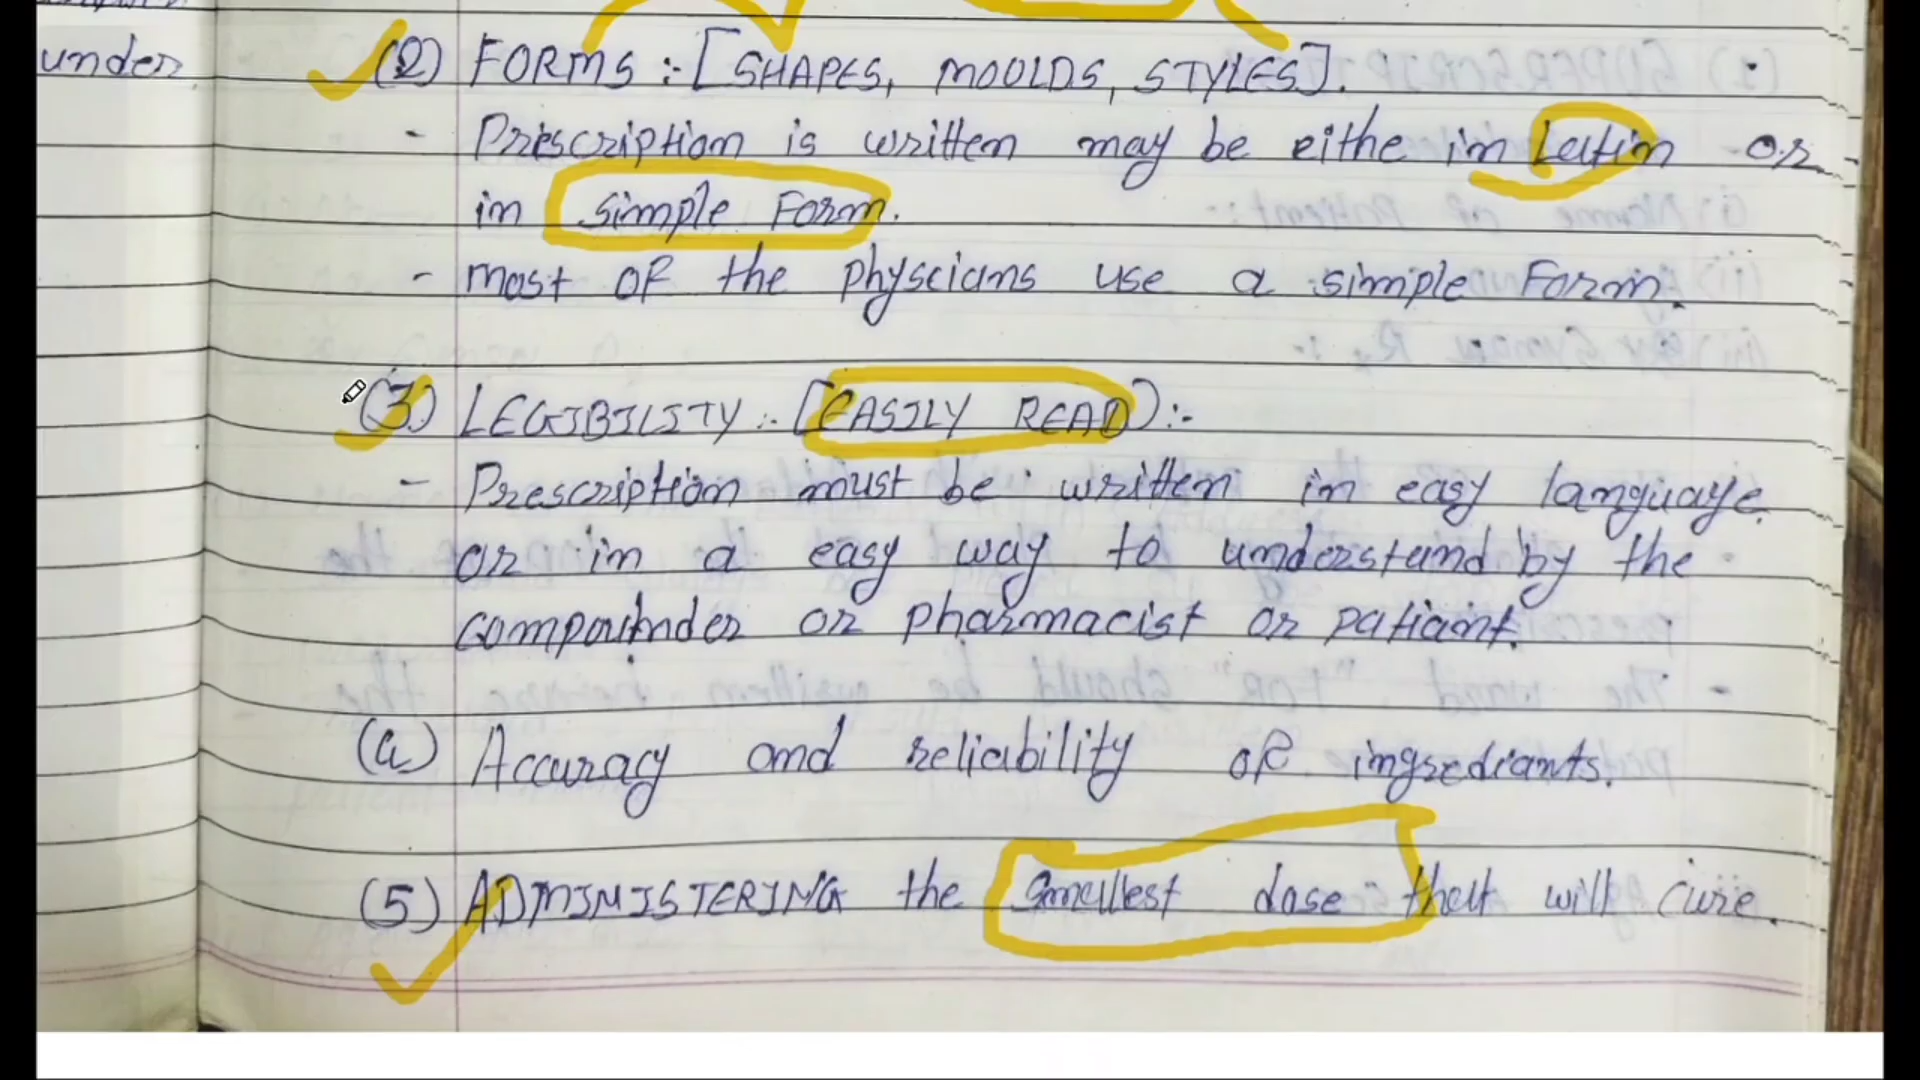 under
(2) FORMS :- [SHAPES, MOULDS, STYLES].
- Prescription is written may be eithe in Latin or
in Simple Form.
- most of the physcians use a simple Form.
(3) LEGIBILITY :- [EASILY READ) :-
- Prescription must be written in easy language
or in a easy way to understand by the
compounder or pharmacist or patiant.
(4) Accuracy and reliability of ingrediants.
(5) ADMINISTERING the Smallest dose that will cure.